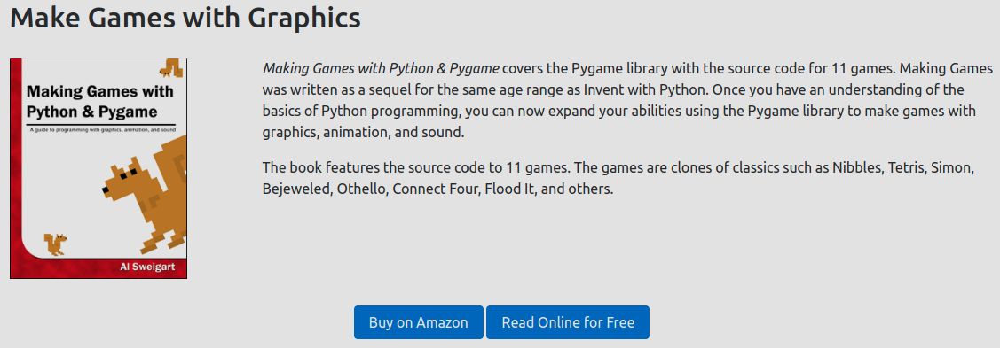 Make Games with Graphics
Making Games with
Python & Pygame
A guide to programming with graphics, animation, and sound
Al Sweigart
Making Games with Python & Pygame covers the Pygame library with the source code for 11 games. Making Games
was written as a sequel for the same age range as Invent with Python. Once you have an understanding of the
basics of Python programming, you can now expand your abilities using the Pygame library to make games with
graphics, animation, and sound.
The book features the source code to 11 games. The games are clones of classics such as Nibbles, Tetris, Simon,
Bejeweled, Othello, Connect Four, Flood It, and others.
Buy on Amazon
Read Online for Free